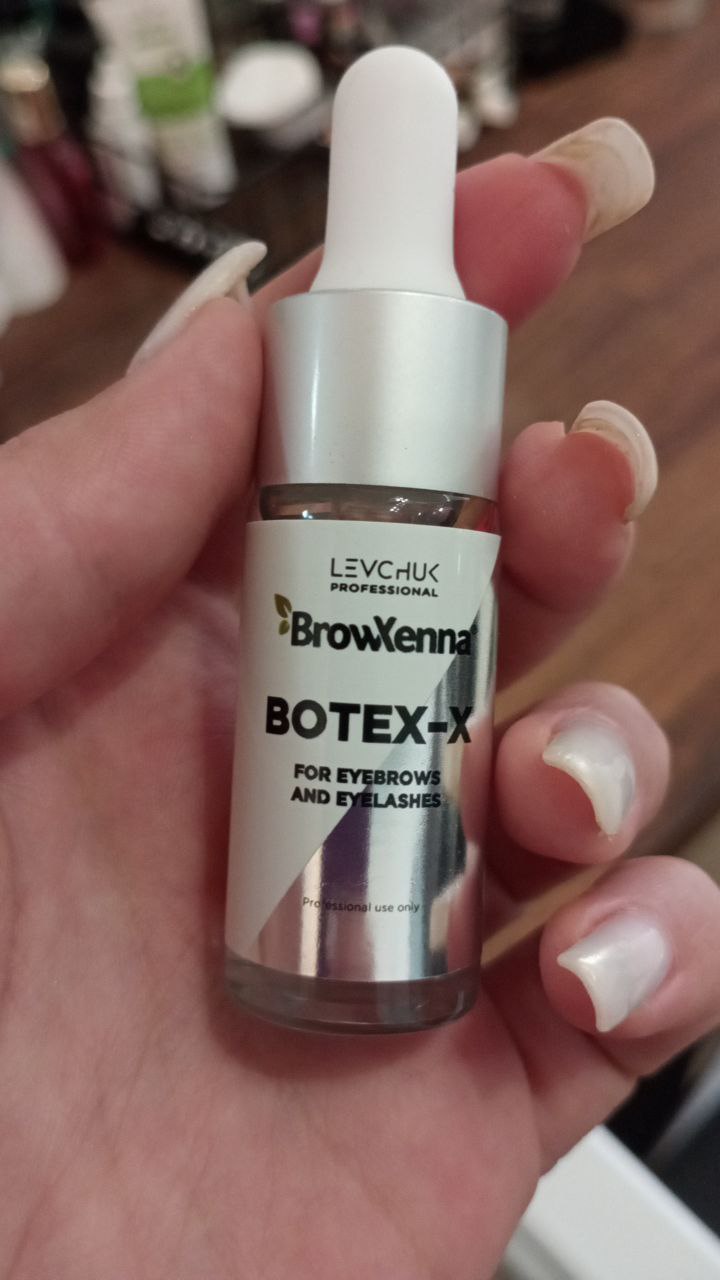 LEVCHUK
PROFESSIONAL
BrowXenna®
BOTEX-X
FOR EYEBROWS
AND EYELASHES
Professional use only